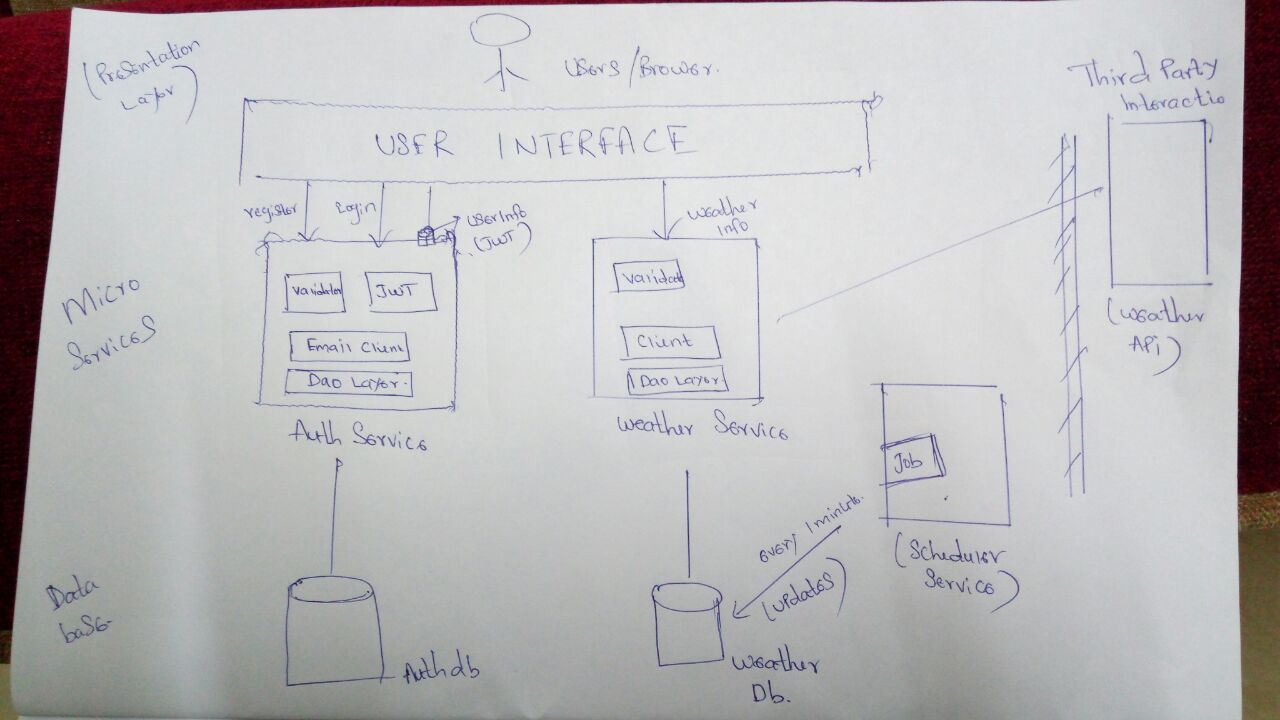 (Presentation
Layer)
Users/Browser.
Third Party
Interactio
USER INTERFACE
register
Login
UserInfo
(JWT)
Weather
Info
Validator
JWT
Email Client
Dao Layer.
Auth Service
Validate
Client
Dao Layer.
Weather Service
Micro
Services
(Weather
API)
Job
(Scheduler
Service)
every 1 minute.
(updates)
Data
base
Authdb
Weather
Db.